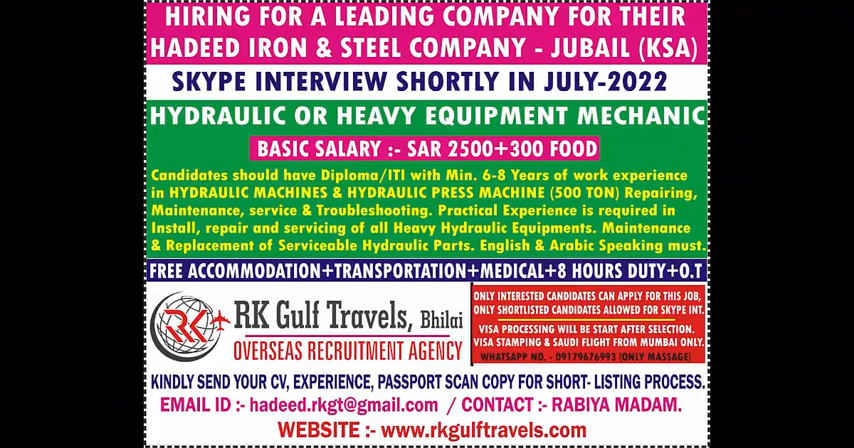 HIRING FOR A LEADING COMPANY FOR THEIR
HADEED IRON & STEEL COMPANY - JUBAIL (KSA)
SKYPE INTERVIEW SHORTLY IN JULY-2022
HYDRAULIC OR HEAVY EQUIPMENT MECHANIC
BASIC SALARY :- SAR 2500+300 FOOD
Candidates should have Diploma/ITI with Min. 6-8 Years of work experience
in HYDRAULIC MACHINES & HYDRAULIC PRESS MACHINE (500 TON) Repairing,
Maintenance, service & Troubleshooting. Practical Experience is required in
Install, repair and servicing of all Heavy Hydraulic Equipments. Maintenance
& Replacement of Serviceable Hydraulic Parts. English & Arabic Speaking must.
FREE ACCOMMODATION+TRANSPORTATION+MEDICAL+8 HOURS DUTY+O.T
RK
RK Gulf Travels, Bhilai
OVERSEAS RECRUITMENT AGENCY
ONLY INTERESTED CANDIDATES CAN APPLY FOR THIS JOB,
ONLY SHORTLISTED CANDIDATES ALLOWED FOR SKYPE INT.
VISA PROCESSING WILL BE START AFTER SELECTION.
VISA STAMPING & SAUDI FLIGHT FROM MUMBAI ONLY.
WHATSAPP NO. - 09179676993 (ONLY MASSAGE)
KINDLY SEND YOUR CV, EXPERIENCE, PASSPORT SCAN COPY FOR SHORT- LISTING PROCESS.
EMAIL ID :- hadeed.rkgt@gmail.com / CONTACT :- RABIYA MADAM.
WEBSITE :- www.rkgulftravels.com